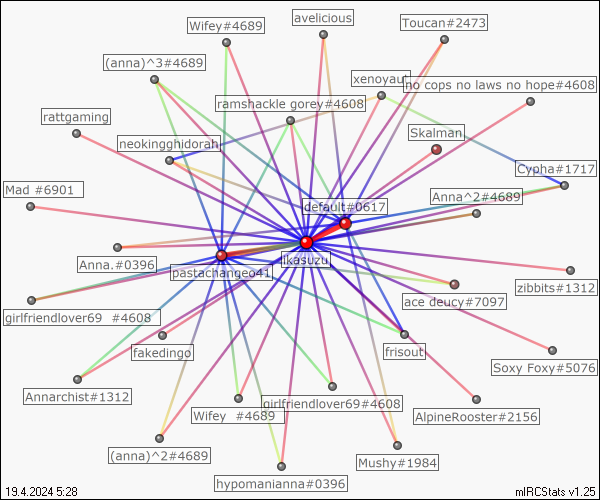 avelicious
Wifey#4689
Toucan#2473
(anna)^3#4689
xenoyaut
no cops no laws no hope#4608
ramshackle gorey#4608
rattgaming
Skalman
neokingghidorah
Cypha#1717
Mad #6901
Anna^2#4689
default#0617
Anna.#0396
pastachangeo41
ikasuzu
zibbits#1312
ace deucy#7097
girlfriendlover69 #4608
fakedingo
frisout
Soxy Foxy#5076
Annarchist#1312
girlfriendlover69#4608
Wifey #4689
AlpineRooster#2156
(anna)^2#4689
Mushy#1984
hypomanianna#0396
19.4.2024 5:28
mIRCStats v1.25